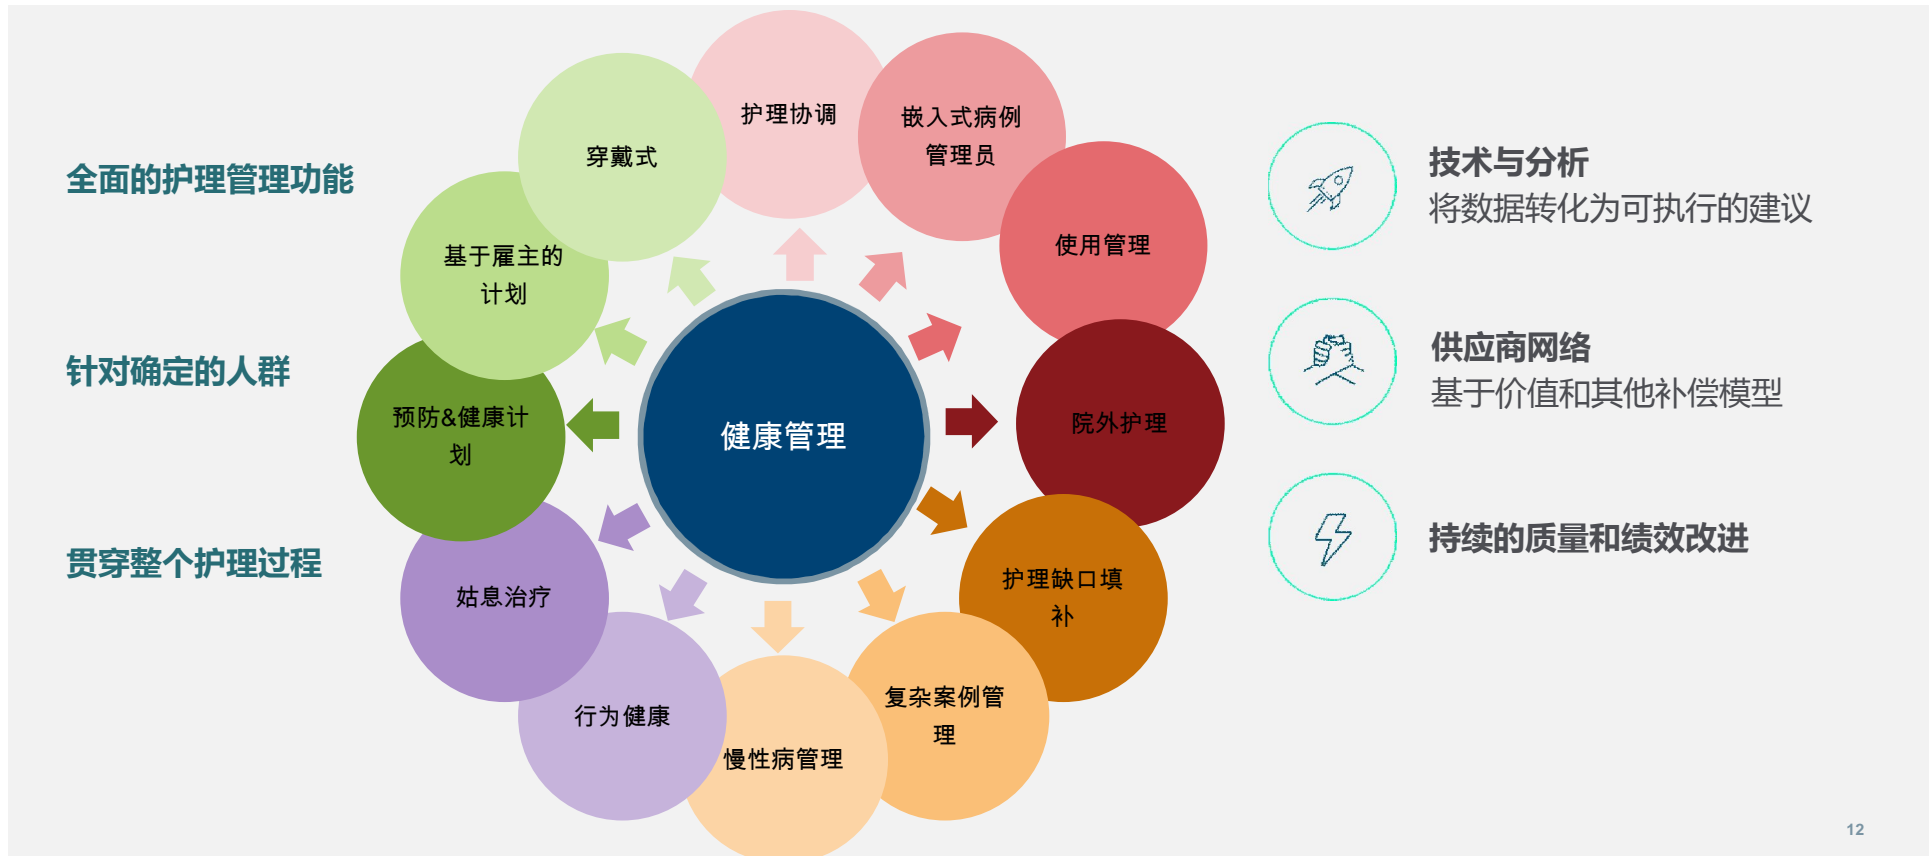 全面的护理管理功能
针对确定的人群
贯穿整个护理过程
护理协调
嵌入式病例
管理员
使用管理
院外护理
护理缺口填
补
复杂案例管
理
慢性病管理
行为健康
姑息治疗
预防&健康计
划
基于雇主的
计划
穿戴式
健康管理
技术与分析
将数据转化为可执行的建议
供应商网络
基于价值和其他补偿模型
持续的质量和绩效改进
12